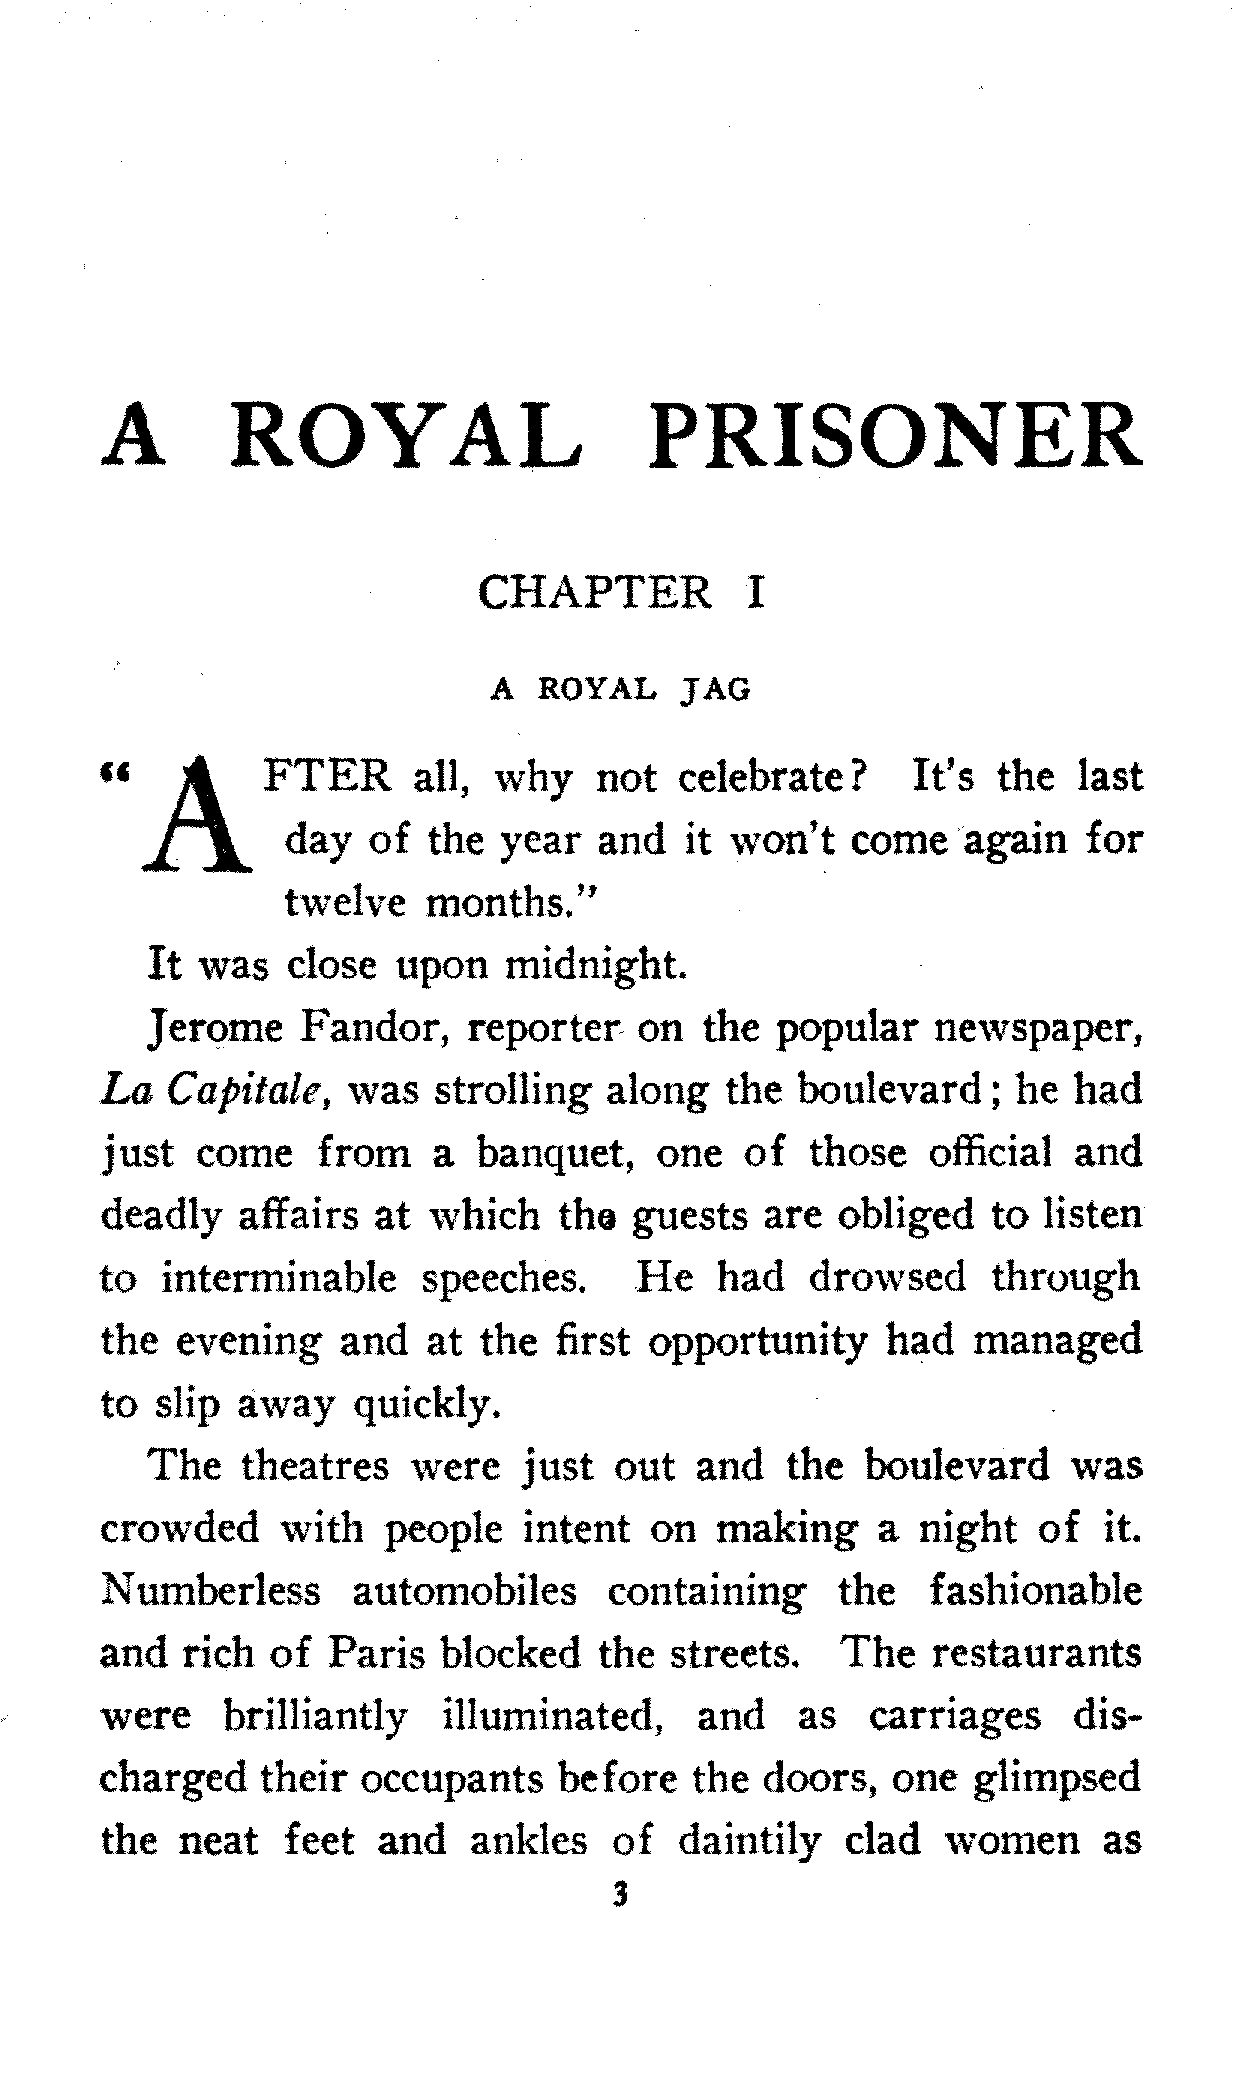 A ROYAL PRISONER
CHAPTER I
A ROYAL JAG
“AFTER all, why not celebrate? It's the last
day of the year and it won't come again for
twelve months."
It was close upon midnight.
Jerome Fandor, reporter on the popular newspaper,
La Capitale, was strolling along the boulevard; he had
just come from a banquet, one of those official and
deadly affairs at which the guests are obliged to listen
to interminable speeches. He had drowsed through
the evening and at the first opportunity had managed
to slip away quickly.
The theatres were just out and the boulevard was
crowded with people intent on making a night of it.
Numberless automobiles containing the fashionable
and rich of Paris blocked the streets. The restaurants
were brilliantly illuminated, and as carriages dis-
charged their occupants before the doors, one glimpsed
the neat feet and ankles of daintily clad women as
3